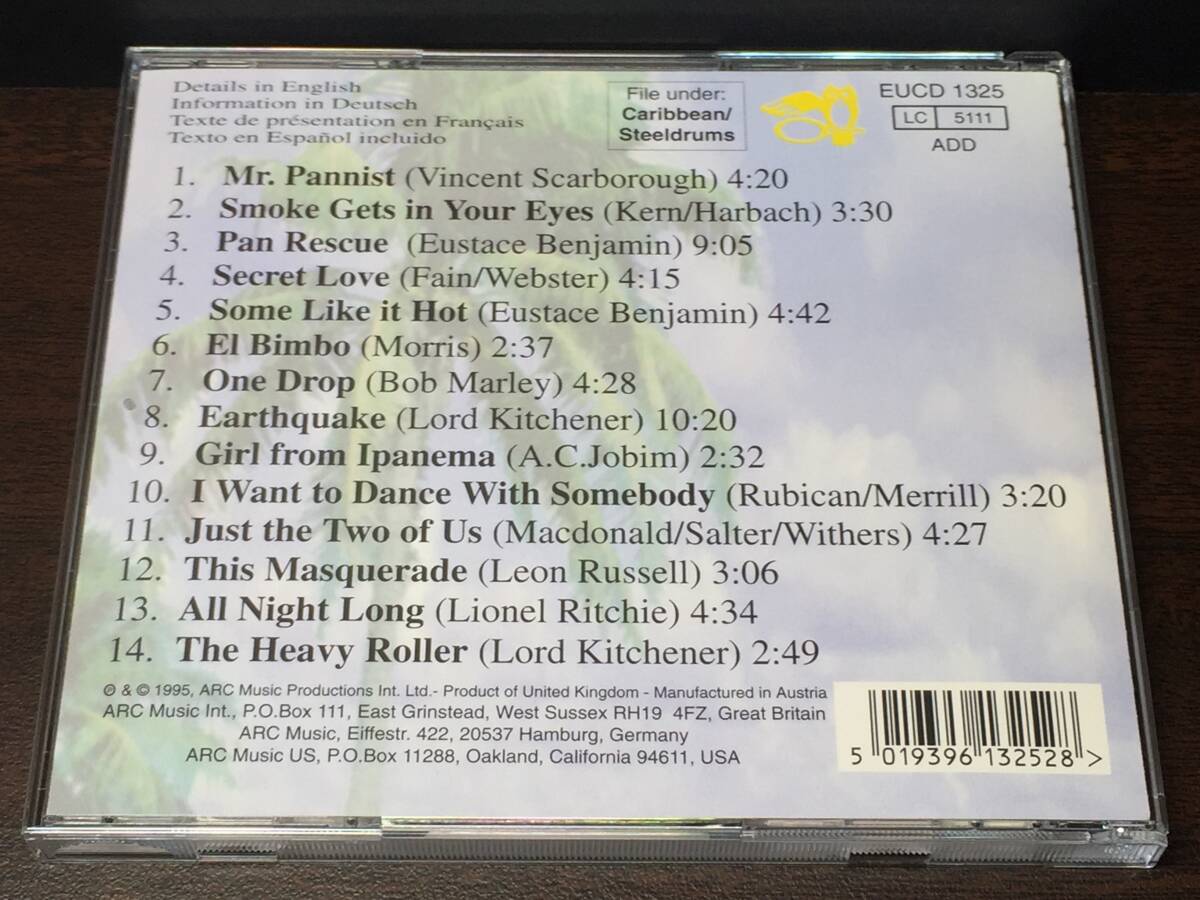 Details in English
Information in Deutsch
Texte de présentation en Français
Texto en Español incluido
File under:
Caribbean/
Steeldrums
EUCD 1325
LC 5111
ADD
1. Mr. Pannist (Vincent Scarborough) 4:20
2. Smoke Gets in Your Eyes (Kern/Harbach) 3:30
3. Pan Rescue (Eustace Benjamin) 9:05
4. Secret Love (Fain/Webster) 4:15
5. Some Like it Hot (Eustace Benjamin) 4:42
6. El Bimbo (Morris) 2:37
7. One Drop (Bob Marley) 4:28
8. Earthquake (Lord Kitchener) 10:20
9. Girl from Ipanema (A.C.Jobim) 2:32
10. I Want to Dance With Somebody (Rubican/Merrill) 3:20
11. Just the Two of Us (Macdonald/Salter/Withers) 4:27
12. This Masquerade (Leon Russell) 3:06
13. All Night Long (Lionel Ritchie) 4:34
14. The Heavy Roller (Lord Kitchener) 2:49
℗ & © 1995, ARC Music Productions Int. Ltd.- Product of United Kingdom - Manufactured in Austria
ARC Music Int., P.O.Box 111, East Grinstead, West Sussex RH19 4FZ, Great Britain
ARC Music, Eiffestr. 422, 20537 Hamburg, Germany
ARC Music US, P.O.Box 11288, Oakland, California 94611, USA
5 019396 132528 >